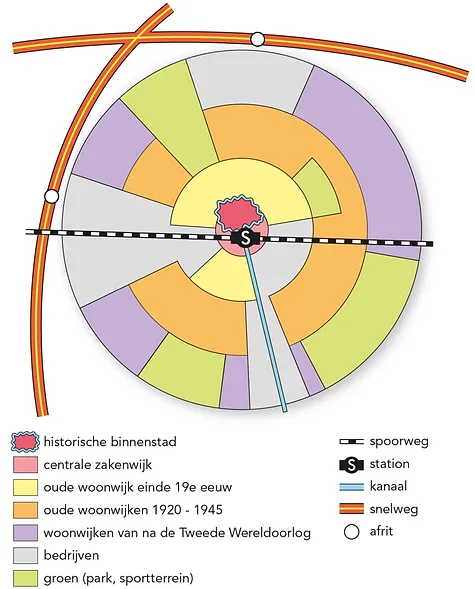 S
historische binnenstad
centrale zakenwijk
oude woonwijk einde 19e eeuw
oude woonwijken 1920 - 1945
woonwijken van na de Tweede Wereldoorlog
bedrijven
groen (park, sportterrein)
spoorweg
S station
kanaal
snelweg
afrit